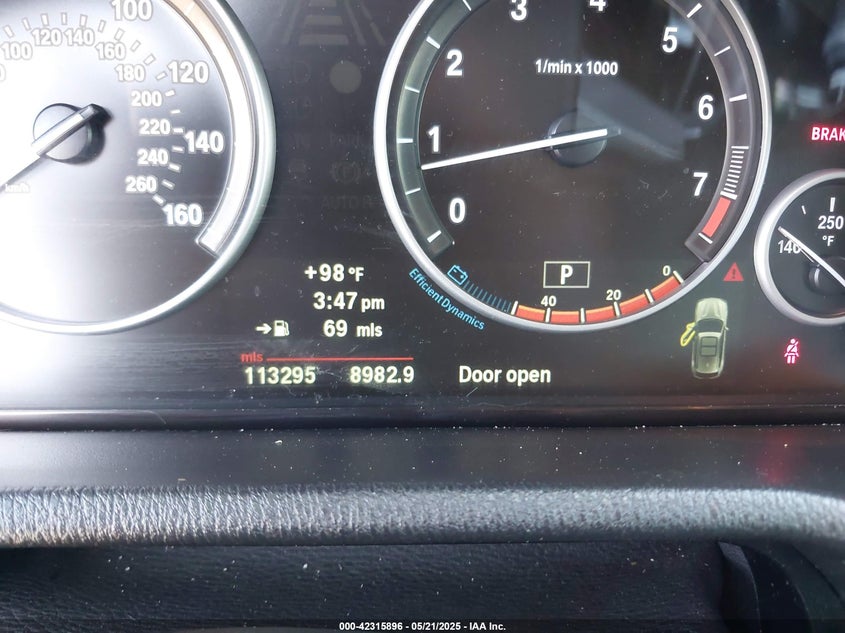 100
100 120 140
160
180 120
200
220 140
240
260
160
km/h
3 4
2 5
1/min x 1000
1 6
0 7
BRAK
250
°F
140
P
Efficient Dynamics
40 20 0
+98 °F
3:47 pm
69 mls
mls
113295 8982.9 Door open
000-42315896 - 05/21/2025 - IAA Inc.